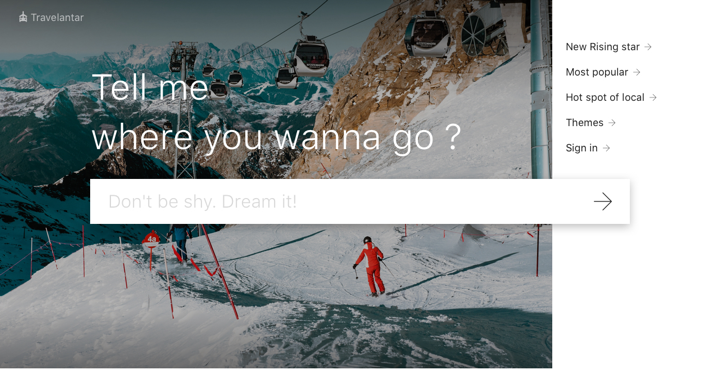 Travelantar
Tell me
where you wanna go ?
Don't be shy. Dream it!
New Rising star
Most popular
Hot spot of local
Themes
Sign in
4a